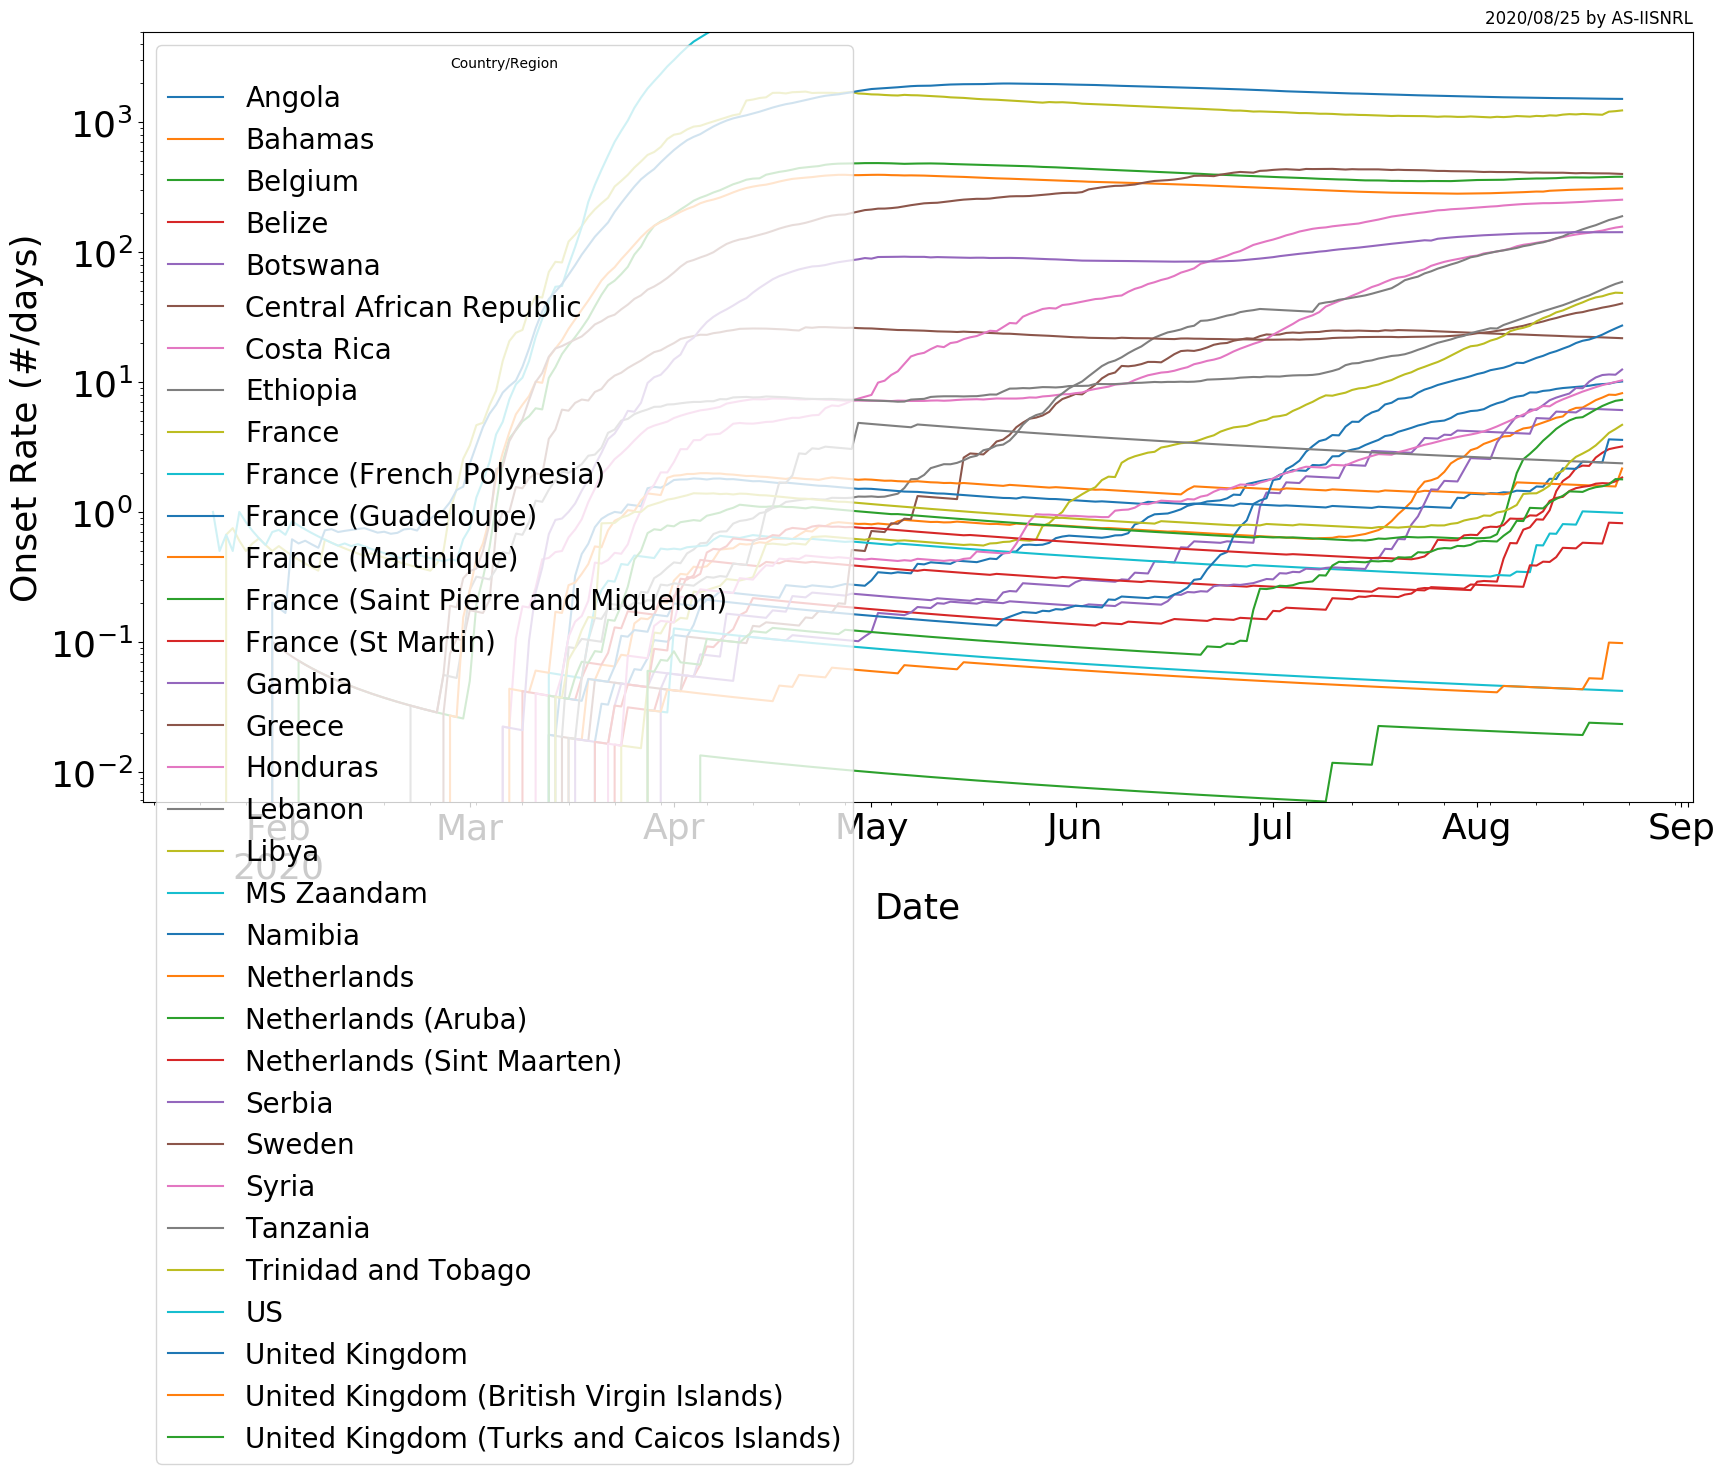 2020/08/25 by AS-IISNRL
Onset Rate (#/days)
10³
10²
10¹
10⁰
10⁻¹
10⁻²
Country/Region
Angola
Bahamas
Belgium
Belize
Botswana
Central African Republic
Costa Rica
Ethiopia
France
France (French Polynesia)
France (Guadeloupe)
France (Martinique)
France (Saint Pierre and Miquelon)
France (St Martin)
Gambia
Greece
Honduras
Lebanon
Libya
MS Zaandam
Namibia
Netherlands
Netherlands (Aruba)
Netherlands (Sint Maarten)
Serbia
Sweden
Syria
Tanzania
Trinidad and Tobago
US
United Kingdom
United Kingdom (British Virgin Islands)
United Kingdom (Turks and Caicos Islands)
Feb Mar Apr May Jun Jul Aug Sep
2020
Date